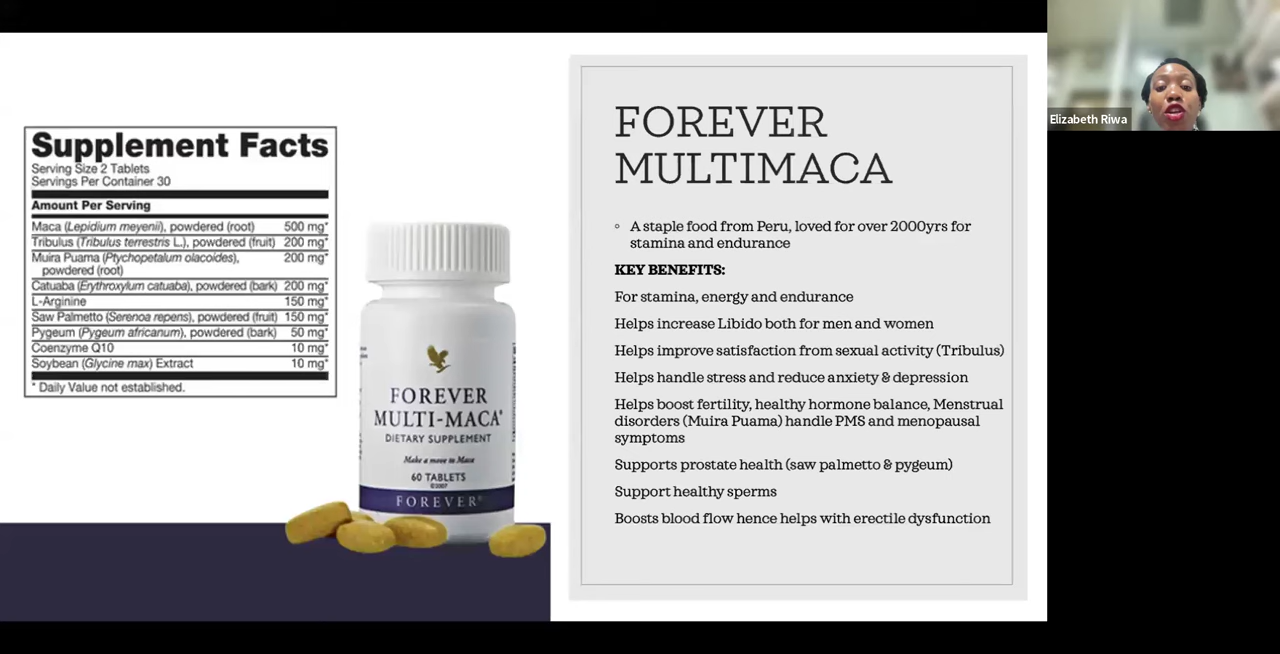 Supplement Facts
Serving Size 2 Tablets
Servings Per Container 30
Amount Per Serving
Maca (Lepidium meyenii), powdered (root) 500 mg*
Tribulus (Tribulus terrestris L.), powdered (fruit) 200 mg*
Muira Puama (Ptychopetalum olacoides), 200 mg*
powdered (root)
Catuaba (Erythroxylum catuaba), powdered (bark) 200 mg*
L-Arginine 150 mg*
Saw Palmetto (Serenoa repens), powdered (fruit) 150 mg*
Pygeum (Pygeum africanum), powdered (bark) 50 mg*
Coenzyme Q10 10 mg*
Soybean (Glycine max) Extract 10 mg*
* Daily Value not established.
FOREVER
MULTI-MACA®
DIETARY SUPPLEMENT
Make a move to Maca
60 TABLETS
FOREVER®
FOREVER
MULTIMACA
◦ A staple food from Peru, loved for over 2000yrs for
stamina and endurance
KEY BENEFITS:
For stamina, energy and endurance
Helps increase Libido both for men and women
Helps improve satisfaction from sexual activity (Tribulus)
Helps handle stress and reduce anxiety & depression
Helps boost fertility, healthy hormone balance, Menstrual
disorders (Muira Puama) handle PMS and menopausal
symptoms
Supports prostate health (saw palmetto & pygeum)
Support healthy sperms
Boosts blood flow hence helps with erectile dysfunction
Elizabeth Riwa